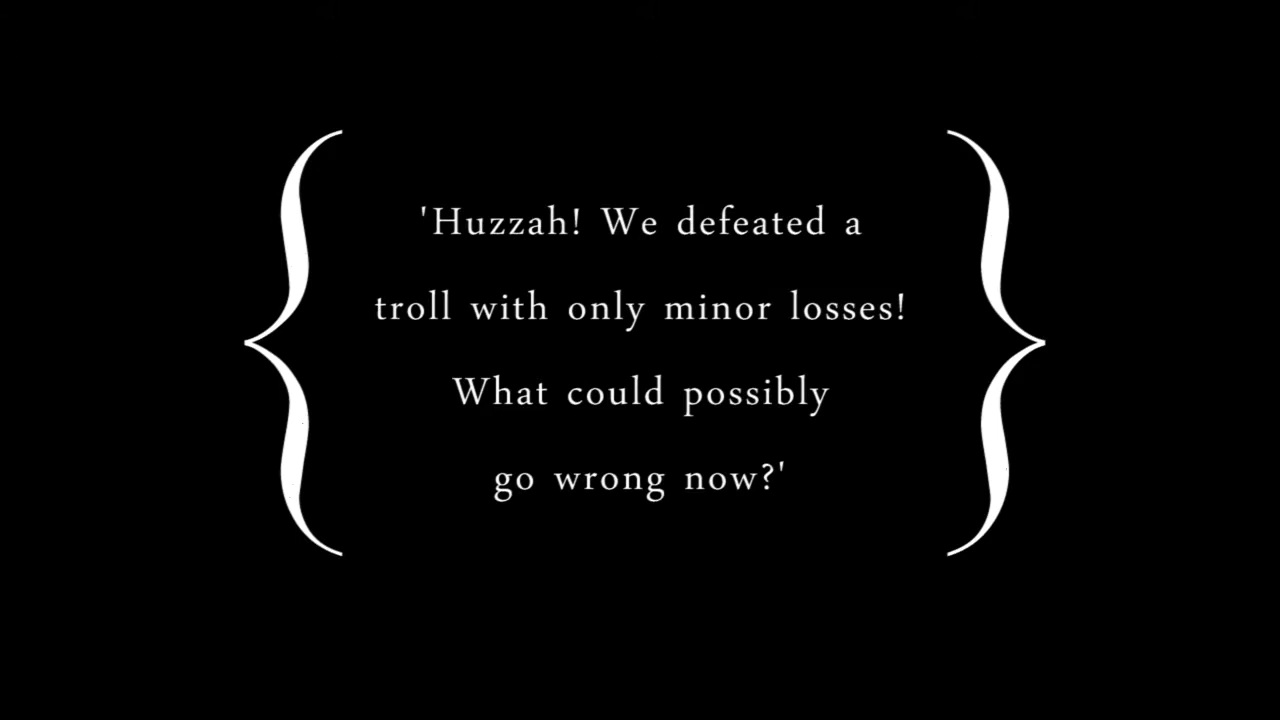 'Huzzah! We defeated a
troll with only minor losses!
What could possibly
go wrong now?'